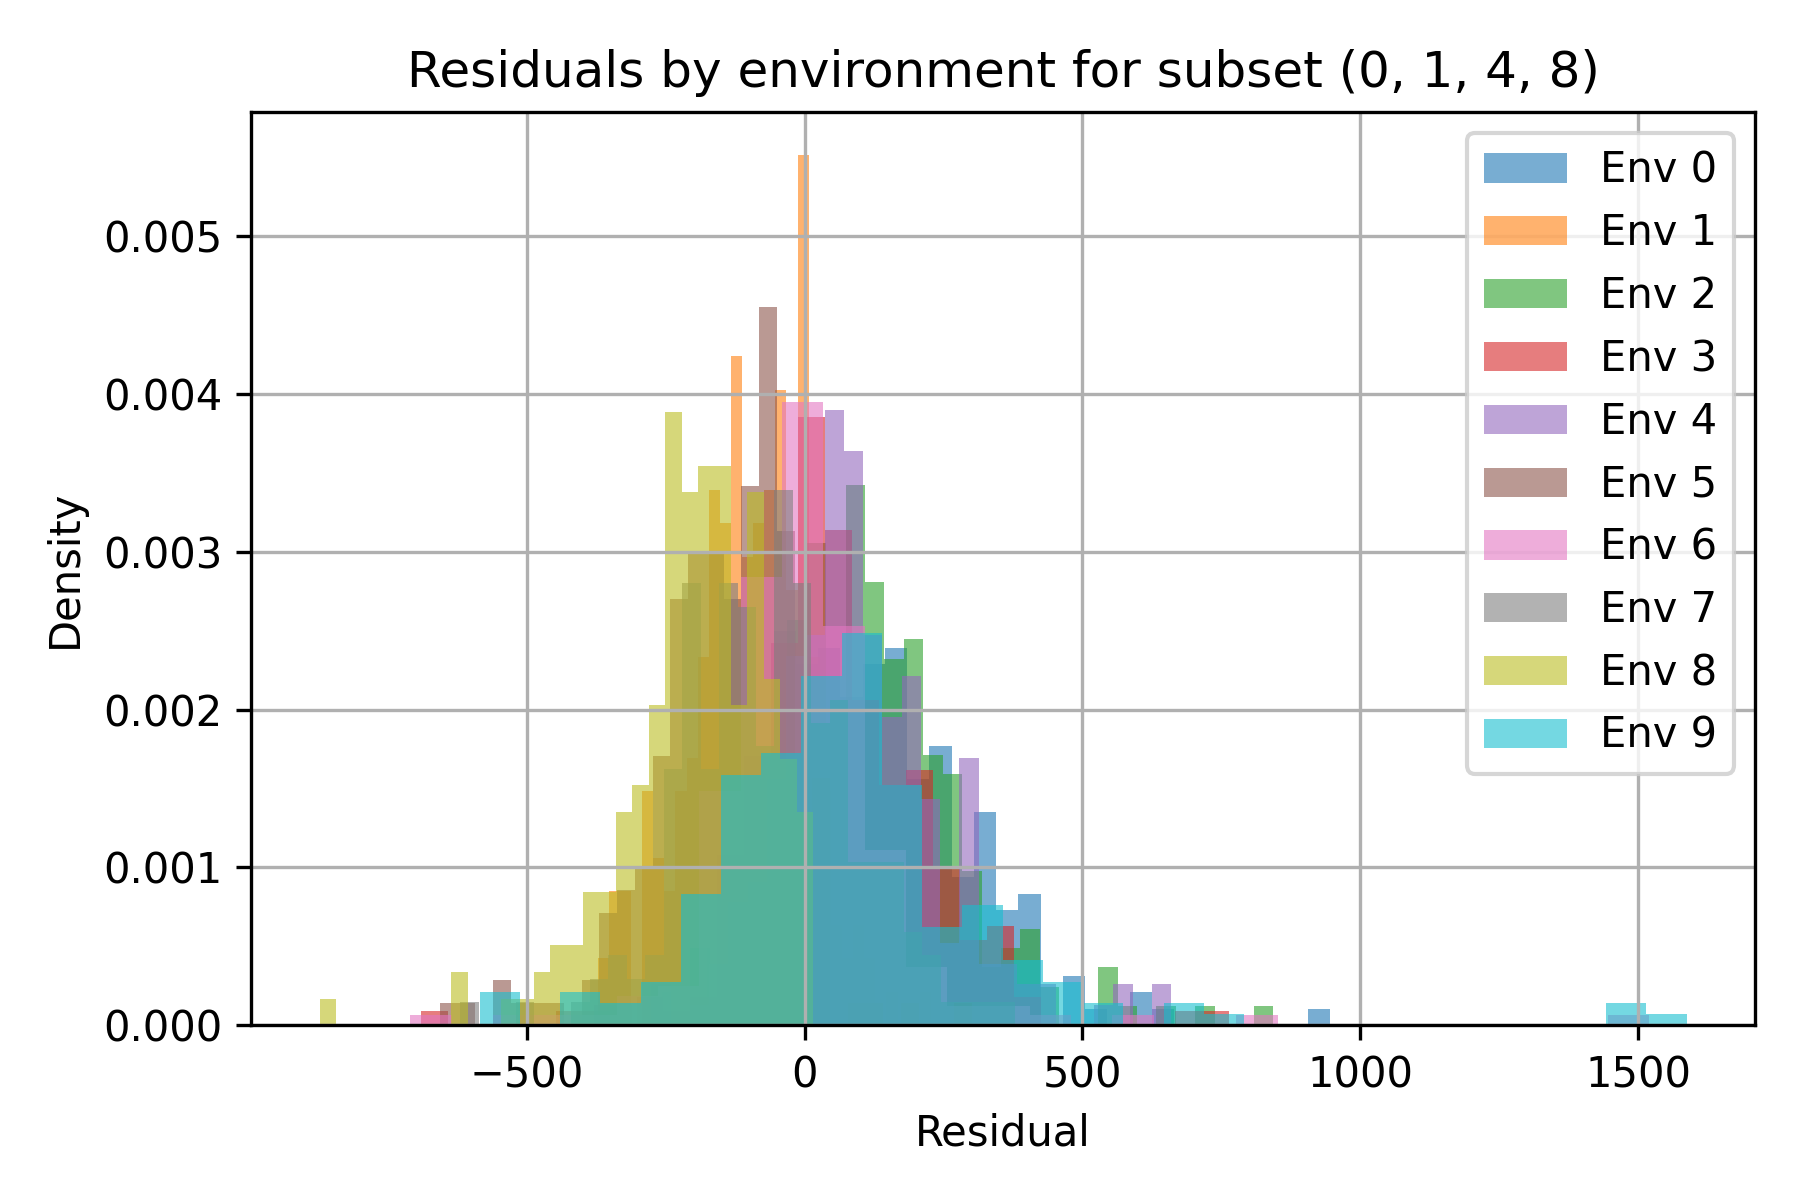 Residuals by environment for subset (0, 1, 4, 8)
Density
0.005
0.004
0.003
0.002
0.001
0.000
−500
0
500
1000
1500
Residual
Env 0
Env 1
Env 2
Env 3
Env 4
Env 5
Env 6
Env 7
Env 8
Env 9